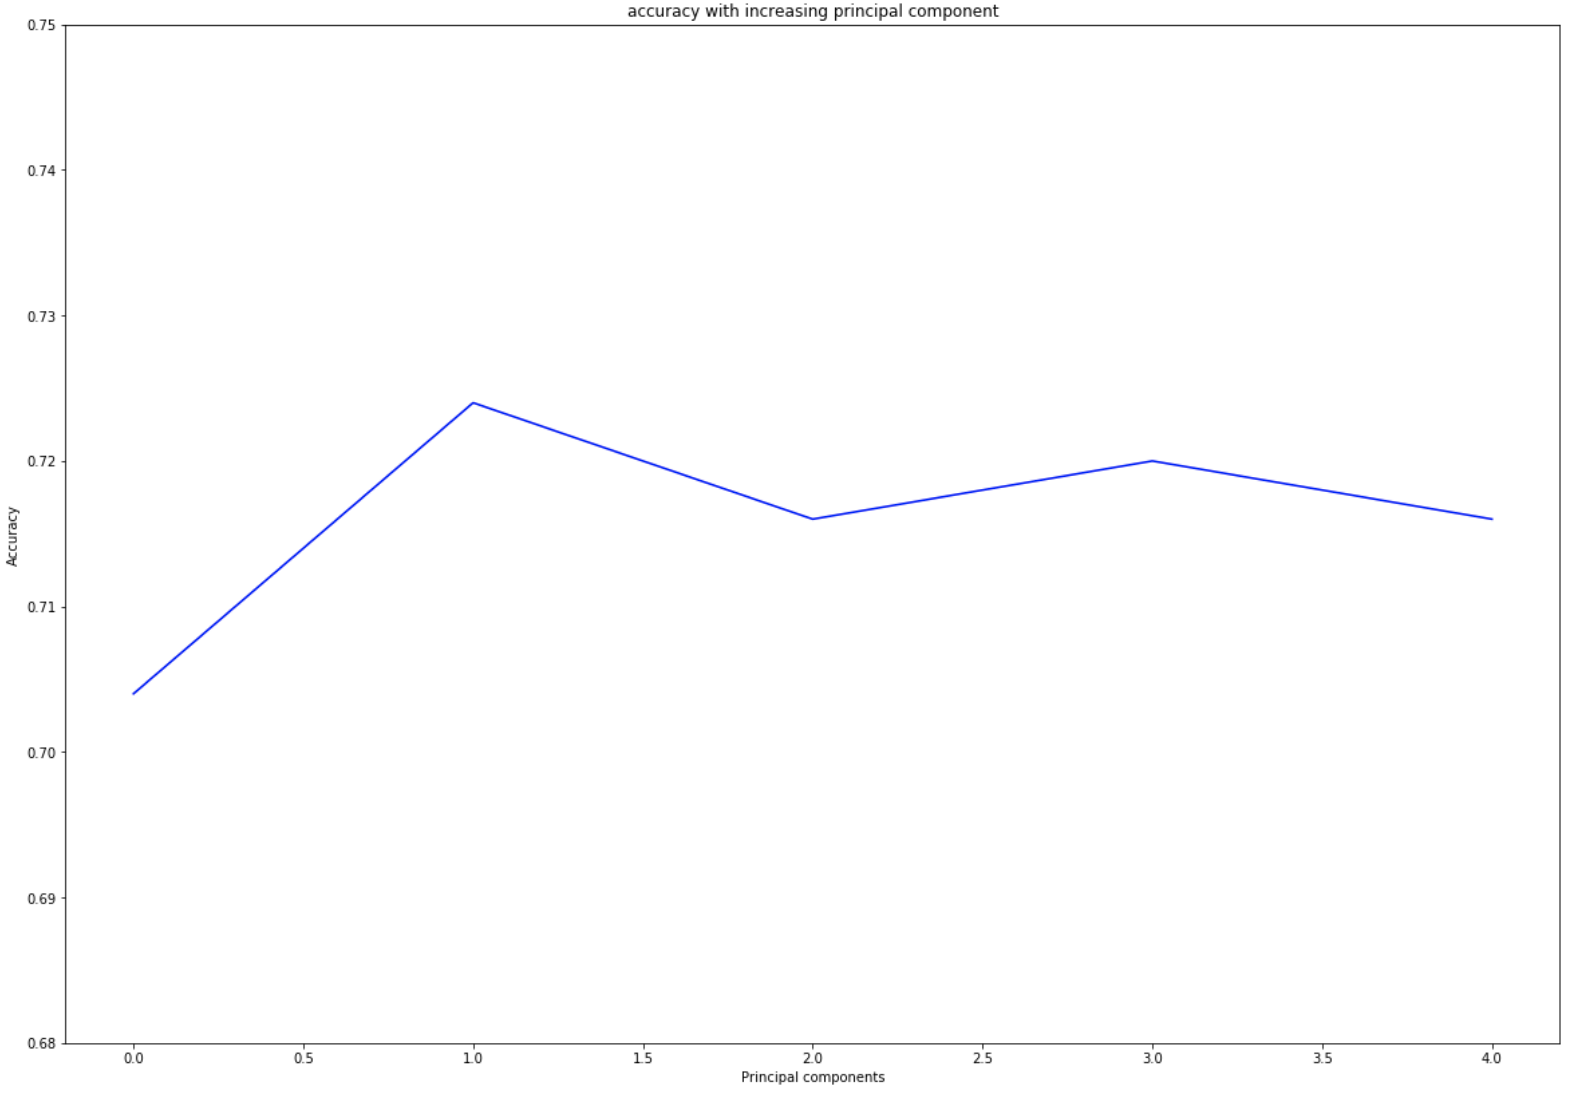 accuracy with increasing principal component
0.75
0.74
0.73
0.72
0.71
0.70
0.69
0.68
Accuracy
0.0 0.5 1.0 1.5 2.0 2.5 3.0 3.5 4.0
Principal components